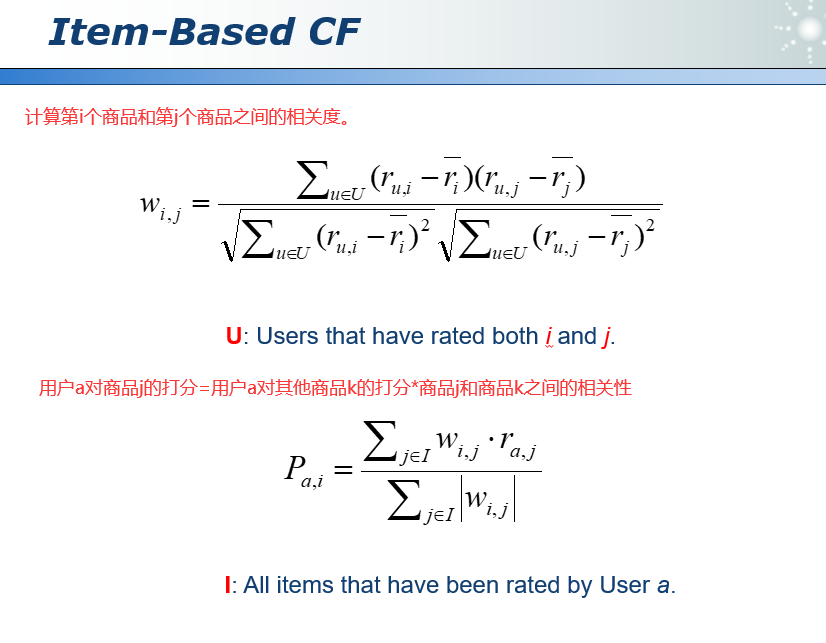 Item-Based CF
计算第i个商品和第j个商品之间的相关度。
$w_{i,j} = \frac{\sum_{u \in U} (r_{u,i} - \overline{r_i})(r_{u,j} - \overline{r_j})}{\sqrt{\sum_{u \in U} (r_{u,i} - \overline{r_i})^2} \sqrt{\sum_{u \in U} (r_{u,j} - \overline{r_j})^2}}$
U: Users that have rated both i and j.
用户a对商品j的打分=用户a对其他商品k的打分*商品j和商品k之间的相关性
$P_{a,i} = \frac{\sum_{j \in I} w_{i,j} \cdot r_{a,j}}{\sum_{j \in I} |w_{i,j}|}$
I: All items that have been rated by User a.